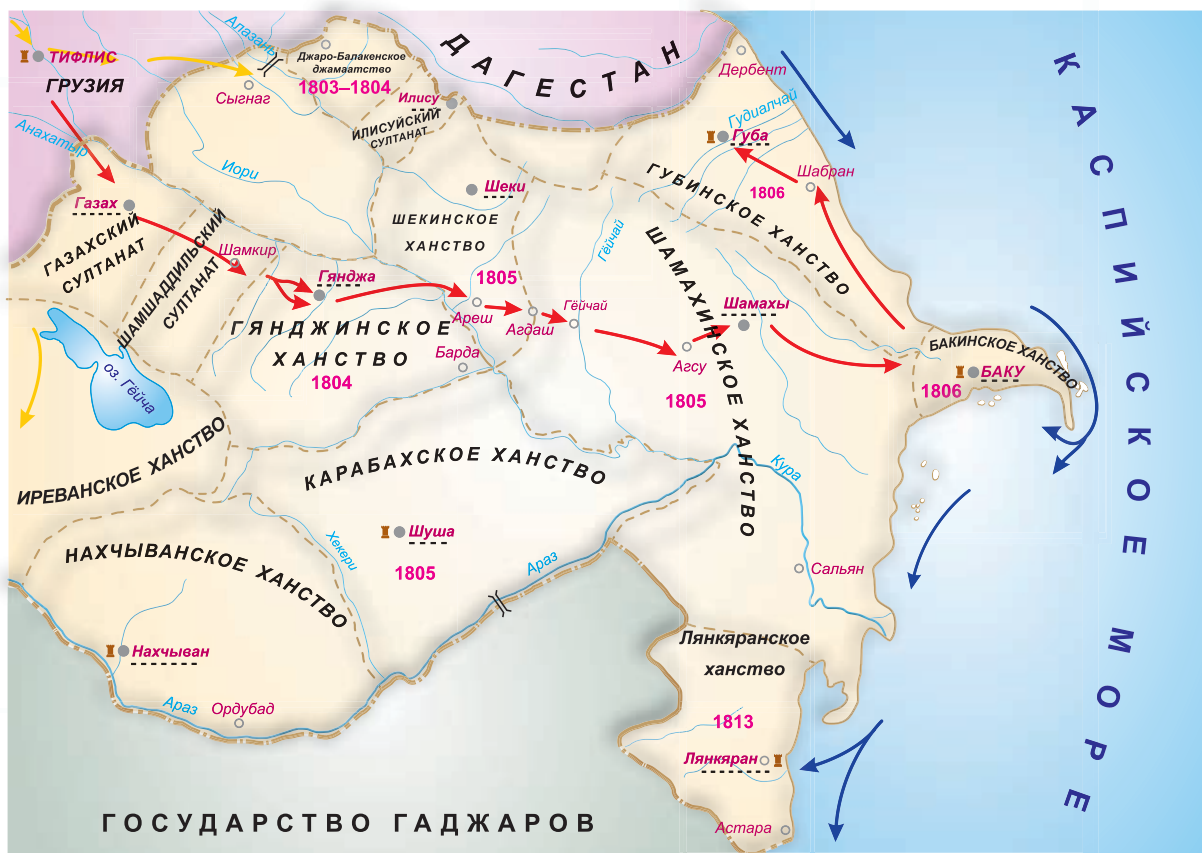 ТИФЛИС
ГРУЗИЯ
Алазань
Сыгнаг
Джаро-Балакенское
джамаатство
1803–1804
Илису
ИЛИСУЙСКИЙ
СУЛТАНАТ
ДАГЕСТАН
Дербент
Гудиалчай
Губа
Шабран
1806
ГУБИНСКОЕ ХАНСТВО
КАСПИЙСКОЕ МОРЕ
Анахатыр
Иори
Газах
ГАЗАХСКИЙ
СУЛТАНАТ
ШАМШАДДИЛЬСКИЙ
СУЛТАНАТ
Шамкир
Шеки
ШЕКИНСКОЕ
ХАНСТВО
1805
Гёйчай
Гянджа
ГЯНДЖИНСКОЕ
ХАНСТВО
1804
Ареш
Агдаш
Гёйчай
Барда
ШАМАХИНСКОЕ ХАНСТВО
Шамахы
Агсу
1805
БАКИНСКОЕ ХАНСТВО
БАКУ
1806
оз. Гёйча
ИРЕВАНСКОЕ ХАНСТВО
КАРАБАХСКОЕ ХАНСТВО
Шуша
1805
Хекери
Араз
Кура
Сальян
НАХЧЫВАНСКОЕ ХАНСТВО
Нахчыван
Араз
Ордубад
Лянкяранское
ханство
1813
Лянкяран
Астара
ГОСУДАРСТВО ГАДЖАРОВ